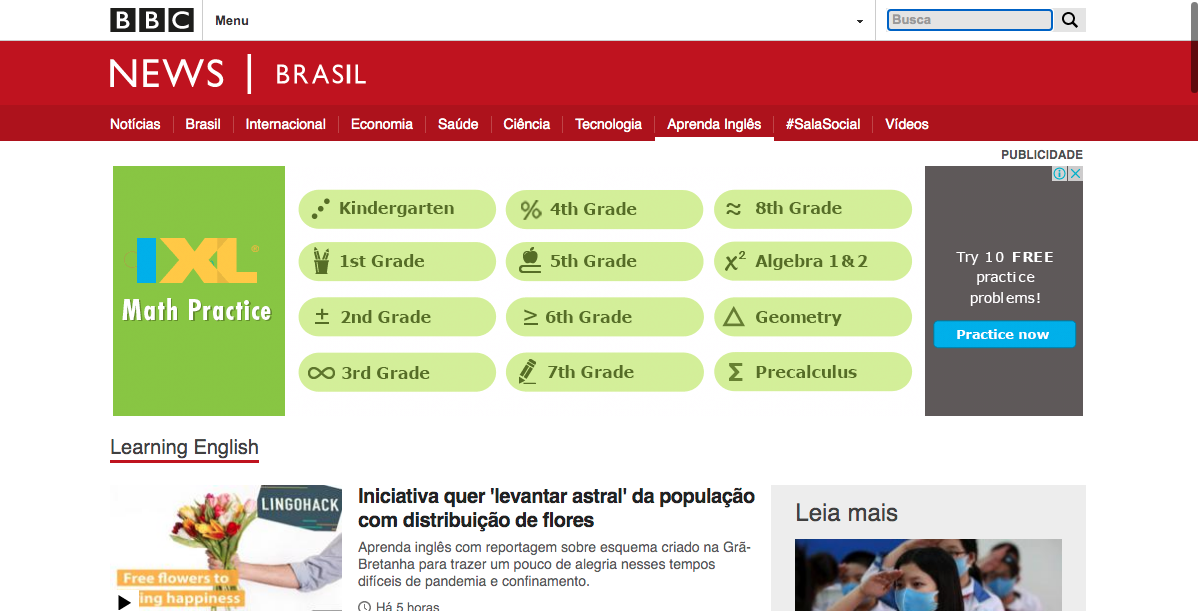 BBC
Menu
Busca
NEWS | BRASIL
Notícias
Brasil
Internacional
Economia
Saúde
Ciência
Tecnologia
Aprenda Inglês
#SalaSocial
Vídeos
PUBLICIDADE
IXL®
Math Practice
Kindergarten
4th Grade
≈ 8th Grade
1st Grade
5th Grade
x² Algebra 1 & 2
± 2nd Grade
≥ 6th Grade
△ Geometry
∞ 3rd Grade
7th Grade
Σ Precalculus
% 
Try 10 FREE
practice
problems!
Practice now
Learning English
LINGOHACK
Free flowers to
ing happiness
Iniciativa quer 'levantar astral' da população
com distribuição de flores
Aprenda inglês com reportagem sobre esquema criado na Grã-
Bretanha para trazer um pouco de alegria nesses tempos
difíceis de pandemia e confinamento.
Há 5 horas
Leia mais